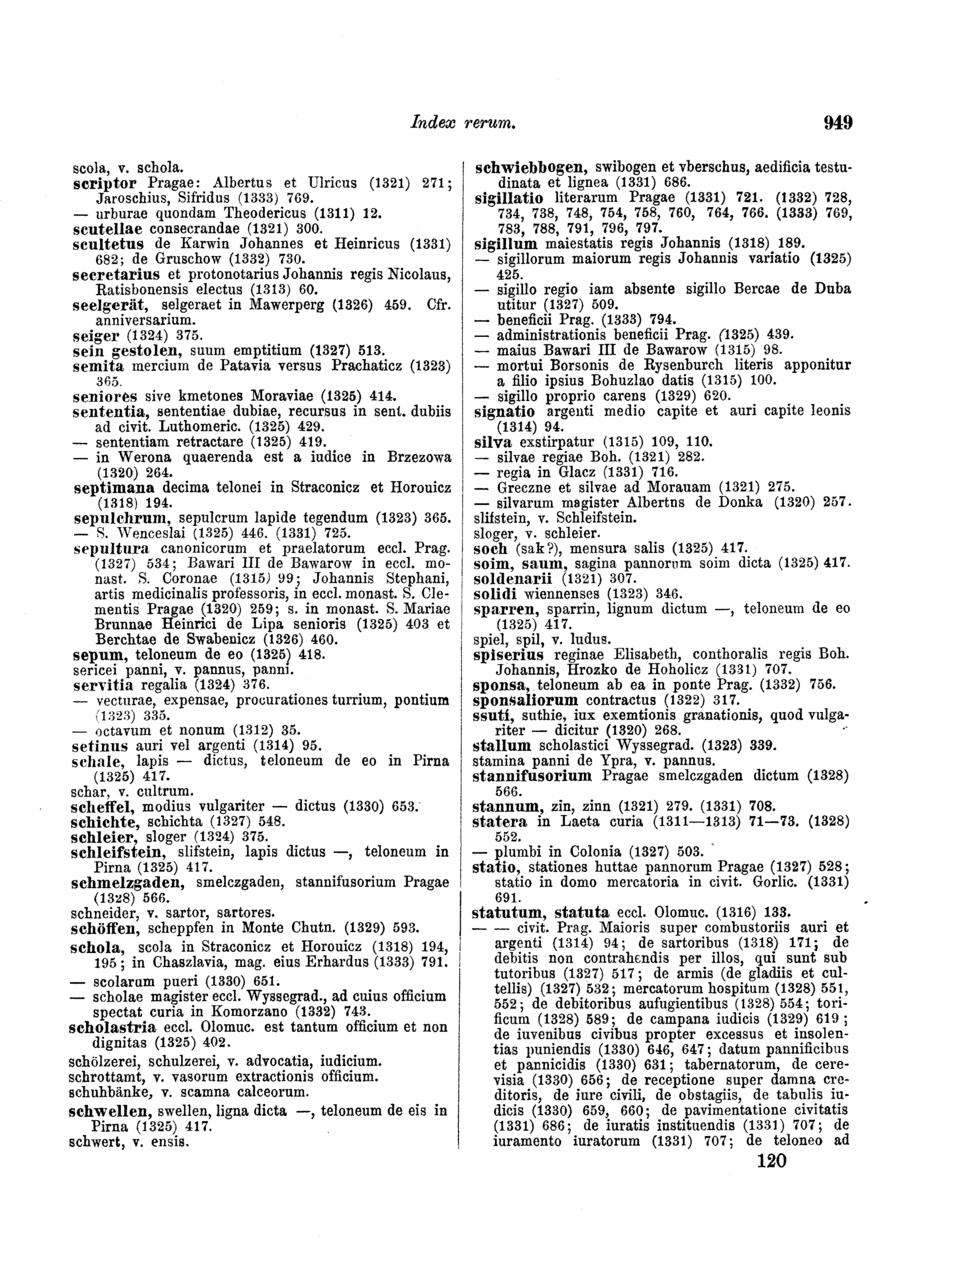 Index rerum.
949
scola, v. schola.
scriptor Pragae: Albertus et Ulricus (1321) 271;
Jaroschius, Sifridus (1333) 769.
— urburae quondam Theodericus (1311) 12.
scutellae consecrandae (1321) 300.
scultetus de Karwin Johannes et Heinricus (1331)
682; de Gruschow (1332) 730.
secretarius et protonotarius Johannis regis Nicolaus,
Ratisbonensis electus (1313) 60.
seelgerät, selgeraet in Mawerperg (1326) 459. Cfr.
anniversarium.
seiger (1324) 375.
sein gestolen, suum emptitium (1327) 513.
semita mercium de Patavia versus Prachaticz (1323)
365.
seniores sive kmetones Moraviae (1325) 414.
sententia, sententiae dubiae, recursus in sent. dubiis
ad civit. Luthomeric. (1325) 429.
— sententiam retractare (1325) 419.
— in Werona quaerenda est a iudice in Brzezowa
(1320) 264.
septimana decima telonei in Straconicz et Horouicz
(1318) 194.
sepulchrum, sepulcrum lapide tegendum (1323) 365.
— S. Wenceslai (1325) 446. (1331) 725.
sepultura canonicorum et praelatorum eccl. Prag.
(1327) 534; Bawari III de Bawarow in eccl. mo-
nast. S. Coronae (1315) 99; Johannis Stephani,
artis medicinalis professoris, in eccl. monast. S. Cle-
mentis Pragae (1320) 259; s. in monast. S. Mariae
Brunnae Heinrici de Lipa senioris (1325) 403 et
Berchtae de Swabenicz (1326) 460.
sepum, teloneum de eo (1325) 418.
sericei panni, v. pannus, panni.
servitia regalia (1324) 376.
— vecturae, expensae, procurationes turrium, pontium
(1323) 335.
— octavum et nonum (1312) 35.
setinus auri vel argenti (1314) 95.
schale, lapis — dictus, teloneum de eo in Pirna
(1325) 417.
schar, v. cultrum.
scheffel, modius vulgariter — dictus (1330) 653.
schichte, schichta (1327) 548.
schleier, sloger (1324) 375.
schleifstein, slifstein, lapis dictus —, teloneum in
Pirna (1325) 417.
schmelzgaden, smelczgaden, stannifusorium Pragae
(1328) 566.
schneider, v. sartor, sartores.
schöffen, scheppfen in Monte Chutn. (1329) 593.
schola, scola in Straconicz et Horouicz (1318) 194,
195; in Chaszlavia, mag. eius Erhardus (1333) 791.
— scolarum pueri (1330) 651.
— scholae magister eccl. Wyssegrad., ad cuius officium
spectat curia in Komorzano (1332) 743.
scholastria eccl. Olomuc. est tantum officium et non
dignitas (1325) 402.
schölzerei, schulzerei, v. advocatia, iudicium.
schrottamt, v. vasorum extractionis officium.
schuhbänke, v. scamna calceorum.
schwellen, swellen, ligna dicta —, teloneum de eis in
Pirna (1325) 417.
schwert, v. ensis.
schwiebbogen, swibogen et vberschus, aedificia testu-
dinata et lignea (1331) 686.
sigillatio literarum Pragae (1331) 721. (1332) 728,
734, 738, 748, 754, 758, 760, 764, 766. (1333) 769,
783, 788, 791, 796, 797.
sigillum maiestatis regis Johannis (1318) 189.
— sigillorum maiorum regis Johannis variatio (1325)
425.
— sigillo regio iam absente sigillo Bercae de Duba
utitur (1327) 509.
— beneficii Prag. (1333) 794.
— administrationis beneficii Prag. (1325) 439.
— maius Bawari III de Bawarow (1315) 98.
— mortui Borsonis de Rysenburch literis apponitur
a filio ipsius Bohuzlao datis (1315) 100.
— sigillo proprio carens (1329) 620.
signatio argenti medio capite et auri capite leonis
(1314) 94.
silva exstirpatur (1315) 109, 110.
— silvae regiae Boh. (1321) 282.
— regia in Glacz (1331) 716.
— Greczne et silvae ad Morauam (1321) 275.
— silvarum magister Albertns de Donka (1320) 257.
slifstein, v. Schleifstein.
sloger, v. schleier.
soch (sak?), mensura salis (1325) 417.
soim, saum, sagina pannorum soim dicta (1325) 417.
soldenarii (1321) 307.
solidi wiennenses (1323) 346.
sparren, sparrin, lignum dictum —, teloneum de eo
(1325) 417.
spiel, spil, v. ludus.
spiserius reginae Elisabeth, conthoralis regis Boh.
Johannis, Hrozko de Hoholicz (1331) 707.
sponsa, teloneum ab ea in ponte Prag. (1332) 756.
sponsaliorum contractus (1322) 317.
ssuti, suthie, iux exemtionis granationis, quod vulga-
riter — dicitur (1320) 268.
stallum scholastici Wyssegrad. (1323) 339.
stamina panni de Ypra, v. pannus.
stannifusorium Pragae smelczgaden dictum (1328)
566.
stannum, zin, zinn (1321) 279. (1331) 708.
statera in Laeta curia (1311—1313) 71—73. (1328)
552.
— plumbi in Colonia (1327) 503.
statio, stationes huttae pannorum Pragae (1327) 528;
statio in domo mercatoria in civit. Gorlic. (1331)
691.
statutum, statuta eccl. Olomuc. (1316) 133.
— — civit. Prag. Maioris super combustoriis auri et
argenti (1314) 94; de sartoribus (1318) 171; de
debitis non contrahendis per illos, qui sunt sub
tutoribus (1327) 517; de armis (de gladiis et cul-
tellis) (1327) 532; mercatorum hospitum (1328) 551,
552; de debitoribus aufugientibus (1328) 554; tori-
ficum (1328) 589; de campana iudicis (1329) 619;
de iuvenibus civibus propter excessus et insolen-
tias puniendis (1330) 646, 647; datum pannificibus
et pannicidis (1330) 631; tabernatorum, de cere-
visia (1330) 656; de receptione super damna cre-
ditoris, de iure civili, de obstagiis, de tabulis iu-
dicis (1330) 659, 660; de pavimentatione civitatis
(1331) 686; de iuratis instituendis (1331) 707; de
iuramento iuratorum (1331) 707; de teloneo ad
120